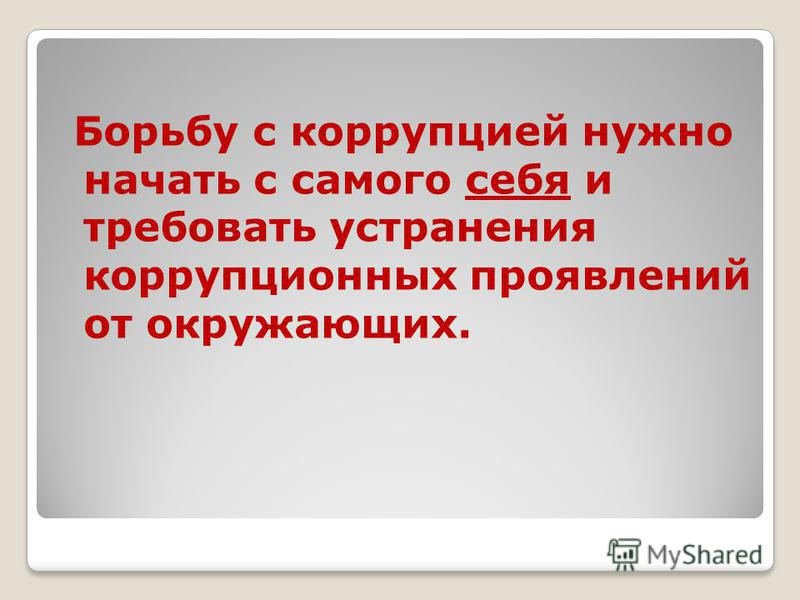 Борьбу с коррупцией нужно
начать с самого себя и
требовать устранения
коррупционных проявлений
от окружающих.
MyShared